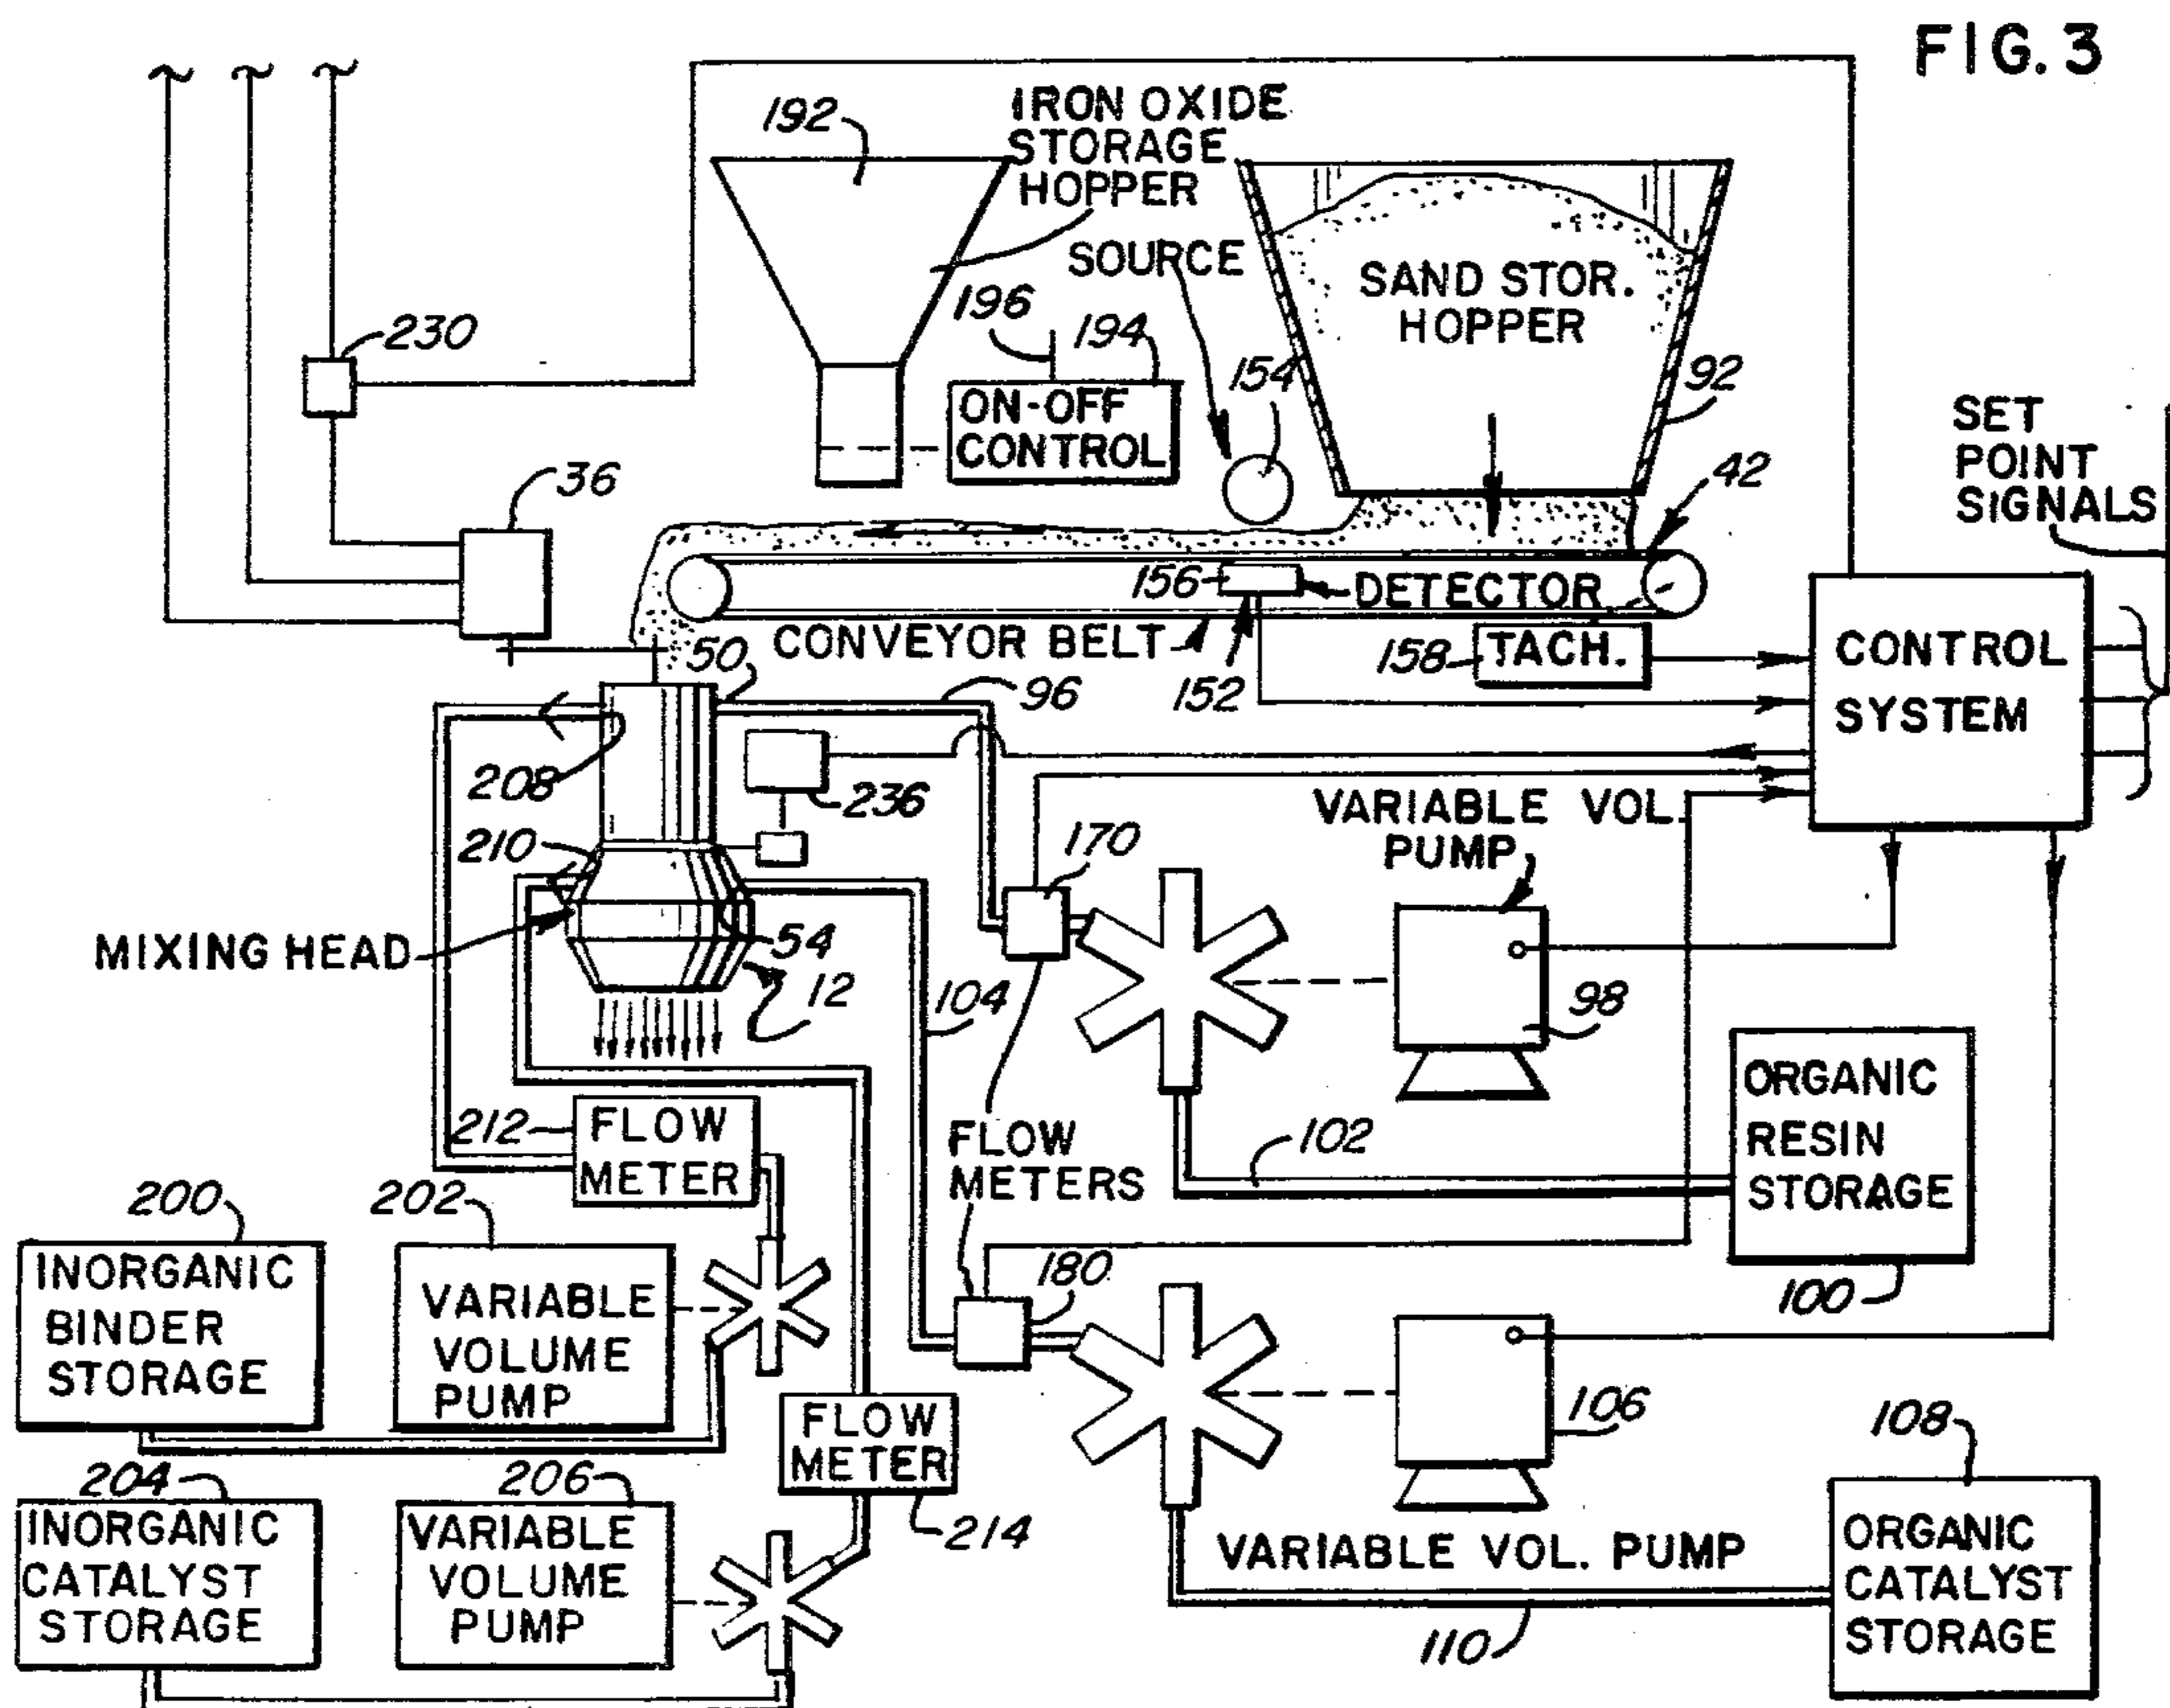 FIG. 3
192
IRON OXIDE
STORAGE
HOPPER
SOURCE
SAND STOR.
HOPPER
196
194
154
92
230
ON-OFF
CONTROL
SET
POINT
SIGNALS
36
42
156
DETECTOR
CONVEYOR BELT
158
TACH.
CONTROL
SYSTEM
50
96
152
208
236
VARIABLE VOL.
PUMP
210
170
MIXING HEAD
54
12
104
98
ORGANIC
RESIN
STORAGE
212
FLOW
METER
FLOW
METERS
102
200
202
180
100
INORGANIC
BINDER
STORAGE
VARIABLE
VOLUME
PUMP
FLOW
METER
106
108
204
206
214
INORGANIC
CATALYST
STORAGE
VARIABLE
VOLUME
PUMP
VARIABLE VOL. PUMP
110
ORGANIC
CATALYST
STORAGE